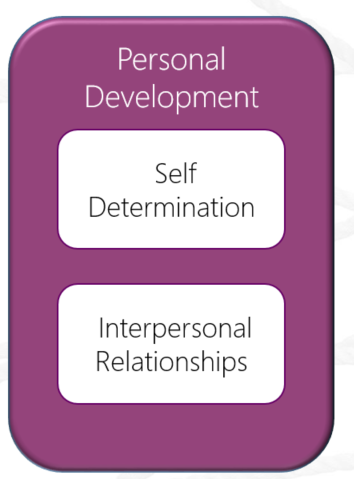 Personal
Development
Self
Determination
Interpersonal
Relationships